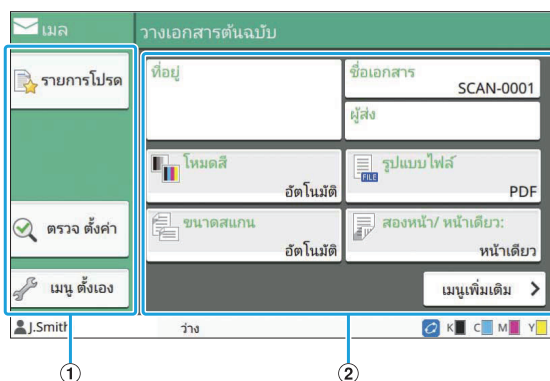 เมล
วางเอกสารต้นฉบับ
รายการโปรด
ที่อยู่
ชื่อเอกสาร
SCAN-0001
ผู้ส่ง
โหมดสี
อัตโนมัติ
รูปแบบไฟล์
FILE
PDF
ตรวจ ตั้งค่า
ขนาดสแกน
อัตโนมัติ
สองหน้า/ หน้าเดียว:
หน้าเดียว
เมนู ตั้งเอง
เมนูเพิ่มเติม
J.Smith
ว่าง
K C M Y
1
2